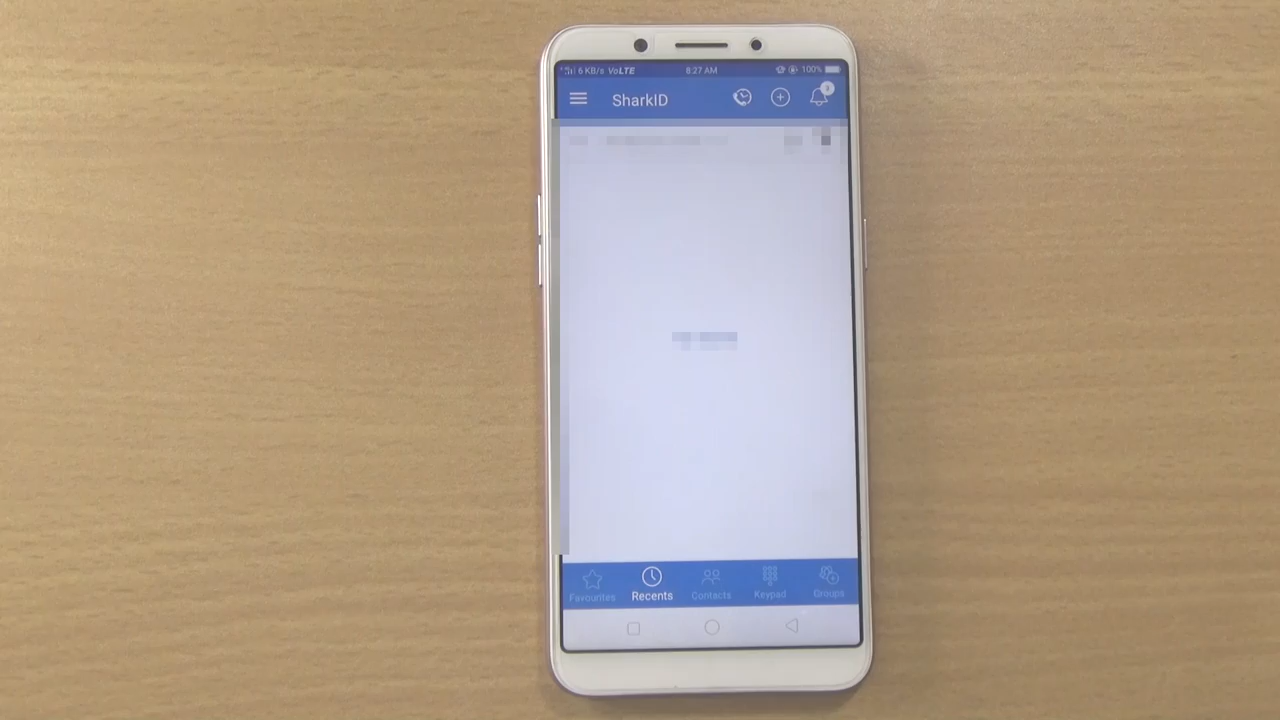 6 KB/s VoLTE 8:27 AM 100%
SharkID
Favourites Recents Contacts Keypad Groups